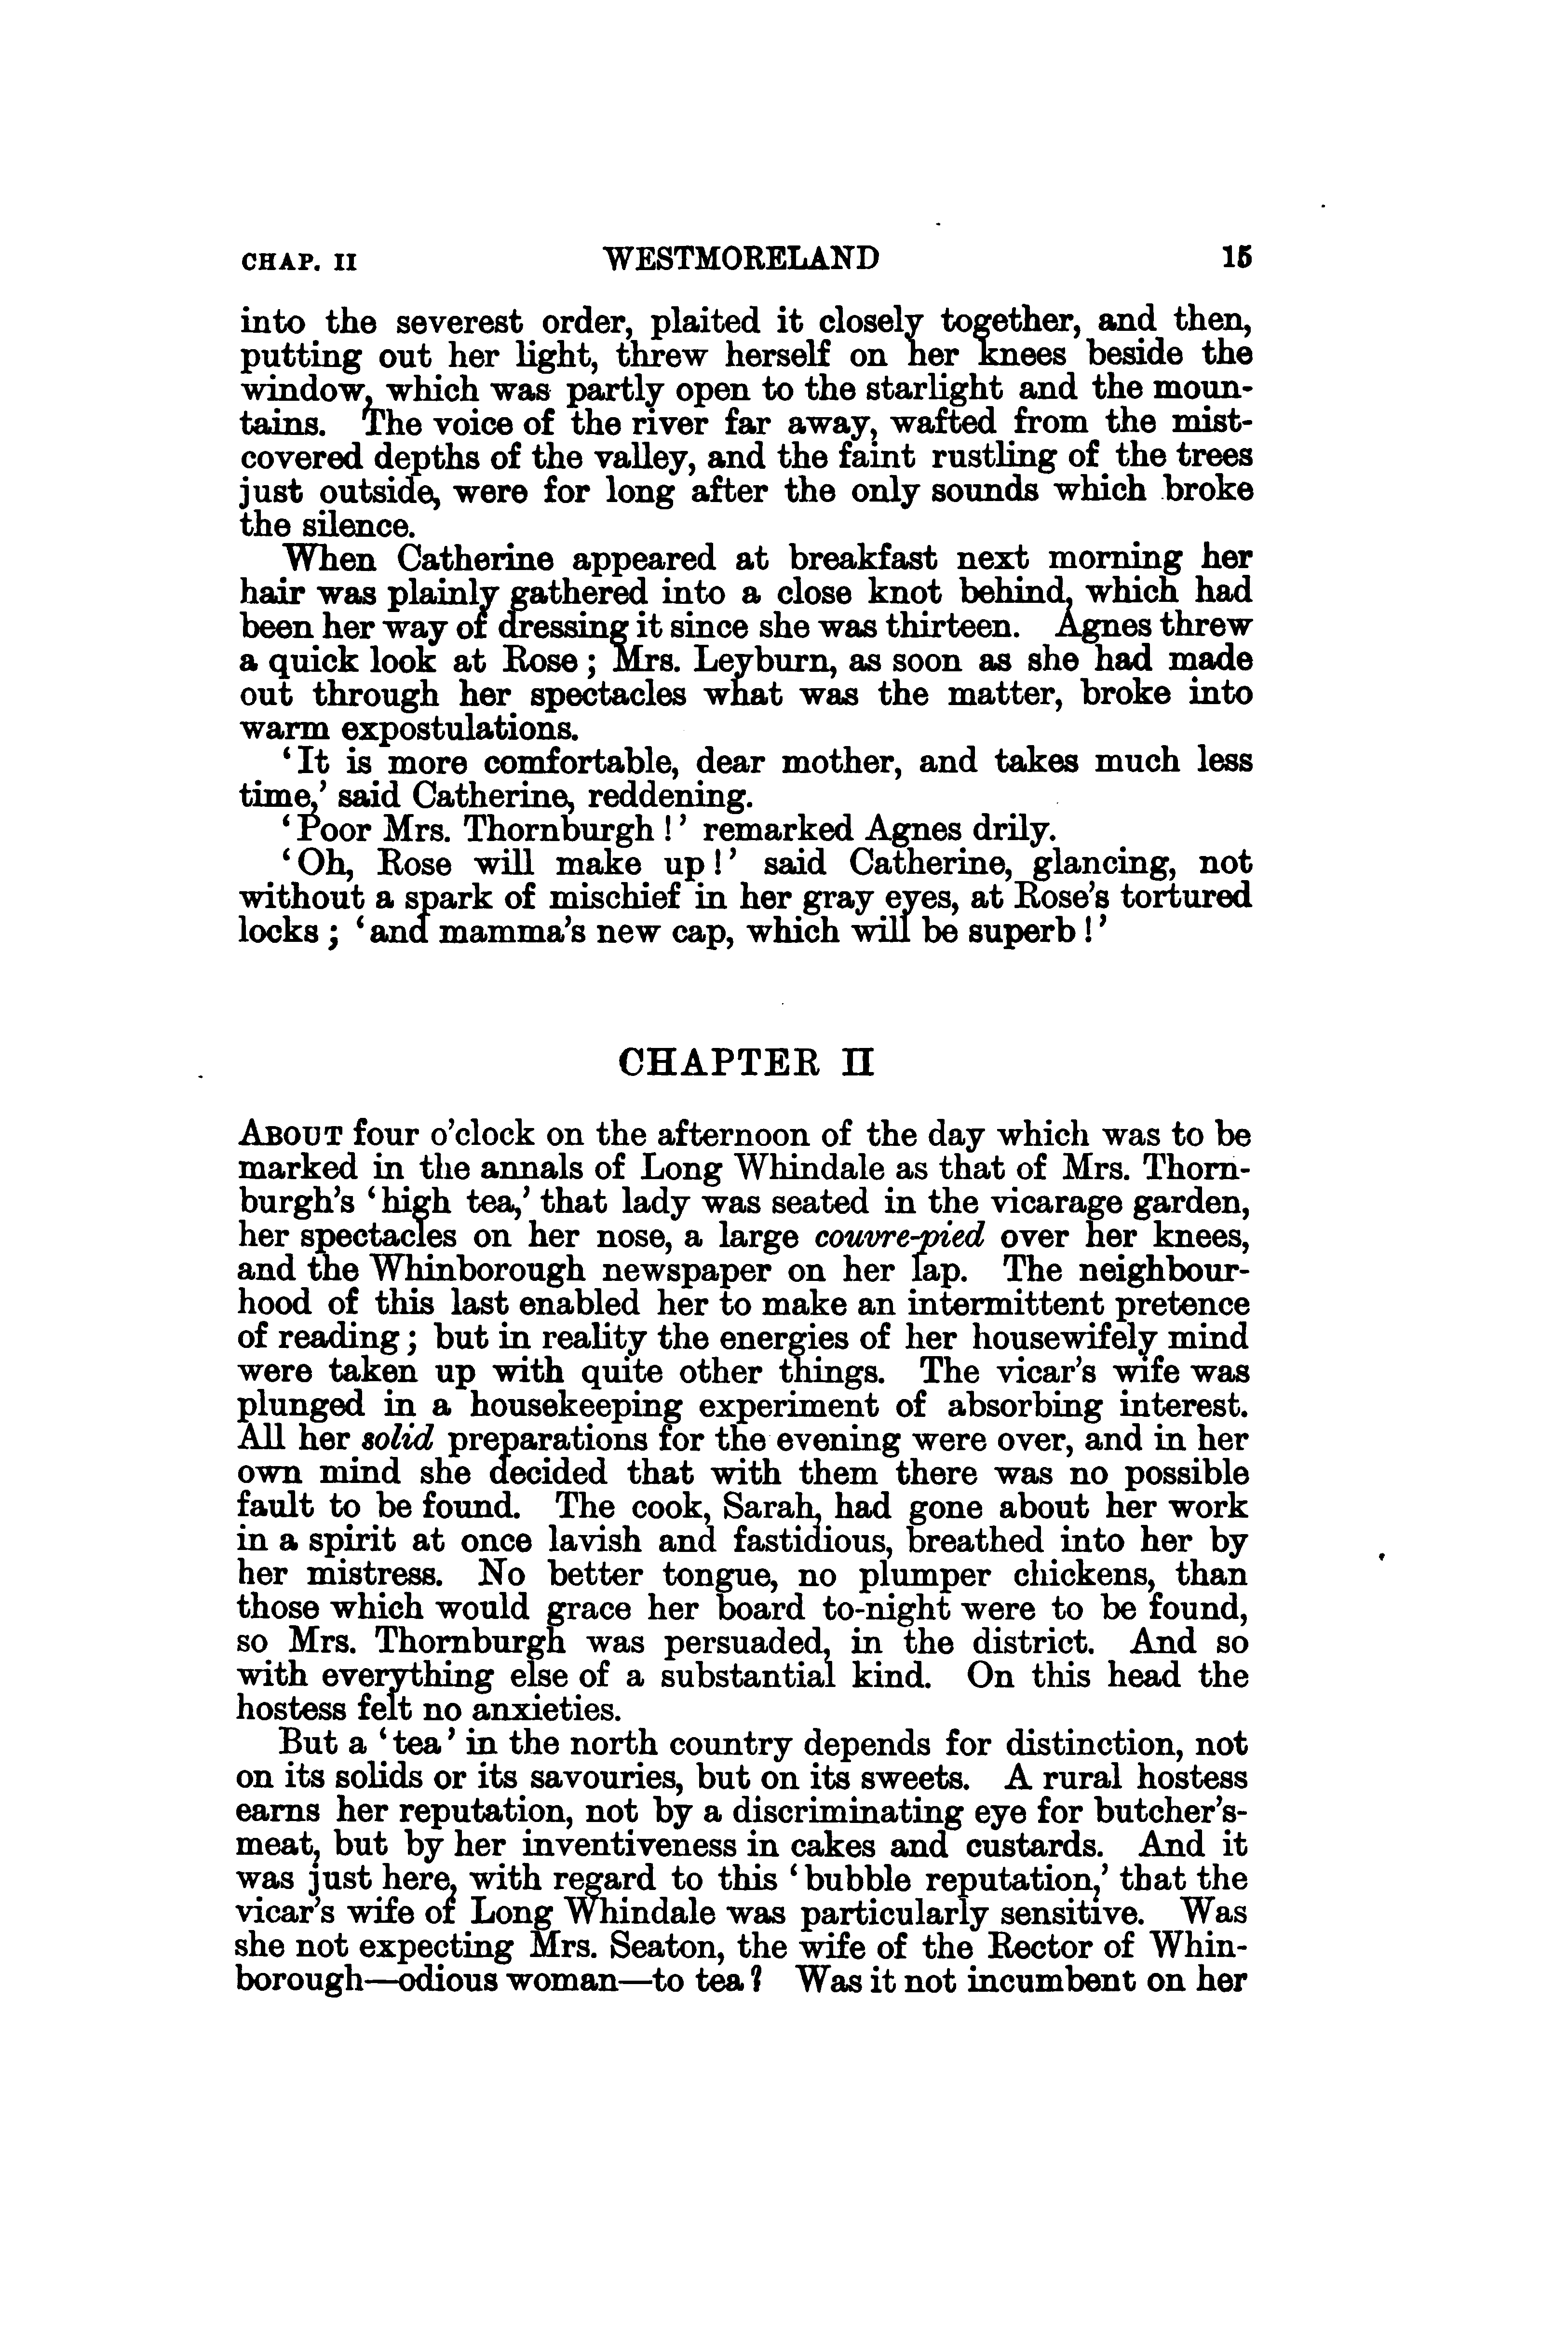 CHAP. II WESTMORELAND 15
into the severest order, plaited it closely together, and then,
putting out her light, threw herself on her knees beside the
window, which was partly open to the starlight and the moun-
tains. The voice of the river far away, wafted from the mist-
covered depths of the valley, and the faint rustling of the trees
just outside, were for long after the only sounds which broke
the silence.
When Catherine appeared at breakfast next morning her
hair was plainly gathered into a close knot behind, which had
been her way of dressing it since she was thirteen. Agnes threw
a quick look at Rose; Mrs. Leyburn, as soon as she had made
out through her spectacles what was the matter, broke into
warm expostulations.
‘It is more comfortable, dear mother, and takes much less
time,’ said Catherine, reddening.
‘Poor Mrs. Thornburgh!’ remarked Agnes drily.
‘Oh, Rose will make up!’ said Catherine, glancing, not
without a spark of mischief in her gray eyes, at Rose’s tortured
locks; ‘and mamma’s new cap, which will be superb!’
CHAPTER II
ABOUT four o’clock on the afternoon of the day which was to be
marked in the annals of Long Whindale as that of Mrs. Thorn-
burgh’s ‘high tea,’ that lady was seated in the vicarage garden,
her spectacles on her nose, a large couvre-pied over her knees,
and the Whinborough newspaper on her lap. The neighbour-
hood of this last enabled her to make an intermittent pretence
of reading; but in reality the energies of her housewifely mind
were taken up with quite other things. The vicar’s wife was
plunged in a housekeeping experiment of absorbing interest.
All her solid preparations for the evening were over, and in her
own mind she decided that with them there was no possible
fault to be found. The cook, Sarah, had gone about her work
in a spirit at once lavish and fastidious, breathed into her by
her mistress. No better tongue, no plumper chickens, than
those which would grace her board to-night were to be found,
so Mrs. Thornburgh was persuaded, in the district. And so
with everything else of a substantial kind. On this head the
hostess felt no anxieties.
But a ‘tea’ in the north country depends for distinction, not
on its solids or its savouries, but on its sweets. A rural hostess
earns her reputation, not by a discriminating eye for butcher’s-
meat, but by her inventiveness in cakes and custards. And it
was just here, with regard to this ‘bubble reputation,’ that the
vicar’s wife of Long Whindale was particularly sensitive. Was
she not expecting Mrs. Seaton, the wife of the Rector of Whin-
borough—odious woman—to tea? Was it not incumbent on her